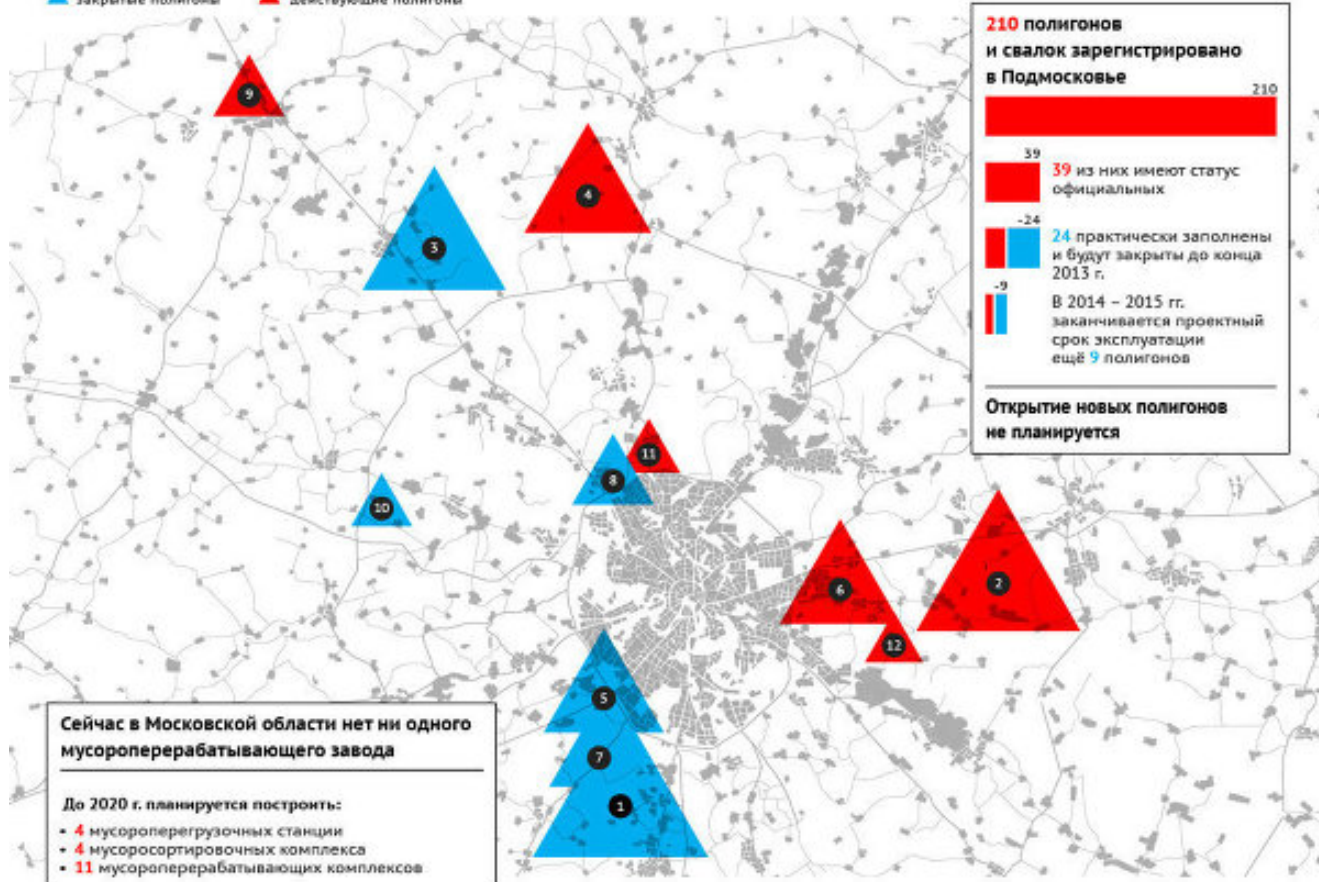 закрытые полигоны
действующие полигоны
210 полигонов
и свалок зарегистрировано
в Подмосковье
210
39
39 из них имеют статус
официальных
-24
24 практически заполнены
и будут закрыты до конца
2013 г.
-9
В 2014 – 2015 гг.
заканчивается проектный
срок эксплуатации
ещё 9 полигонов
Открытие новых полигонов
не планируется
9
4
3
11
8
10
6
2
12
5
7
1
Сейчас в Московской области нет ни одного
мусороперерабатывающего завода
До 2020 г. планируется построить:
• 4 мусороперегрузочных станции
• 4 мусоросортировочных комплекса
• 11 мусороперерабатывающих комплексов